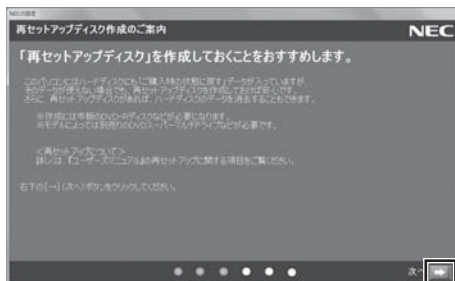 NECの設定
再セットアップディスク作成のご案内
NEC
「再セットアップディスク」を作成しておくことをおすすめします。
このパソコンにはハードディスクにも「ご購入時の状態に戻す」データが入っていますが、
そのデータが使えない場合でも、再セットアップディスクを作成しておけば安心です。
さらに、再セットアップディスクがあれば、ハードディスクのデータを消去することもできます。
※作成には市販のDVD-Rディスクなどが必要になります。
※モデルによっては別売のDVDスーパーマルチドライブなどが必要です。
<再セットアップについて>
詳しくは、『ユーザーズマニュアル』の再セットアップに関する項目をご覧ください。
右下の[→](次へ)ボタンをクリックしてください。
次へ